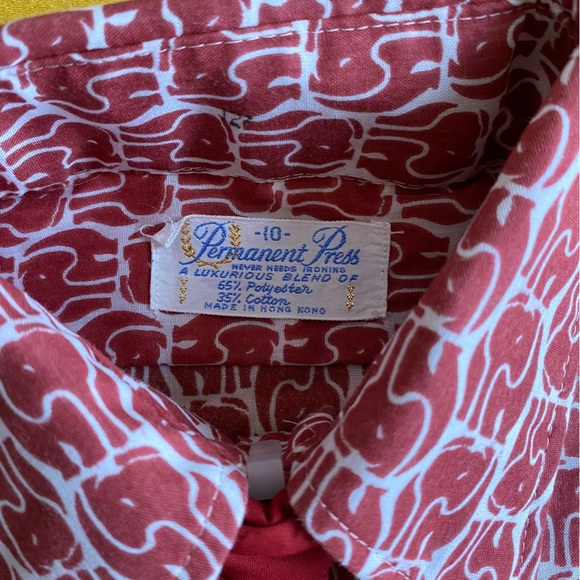 -10-
Permanent Press
NEVER NEEDS IRONING
A LUXURIOUS BLEND OF
65% Polyester
35% Cotton
MADE IN HONG KONG